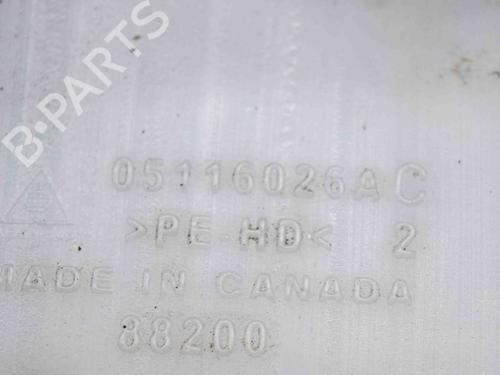 B-PARTS
05116026AC
>PE-HD< 2
MADE IN CANADA
88200